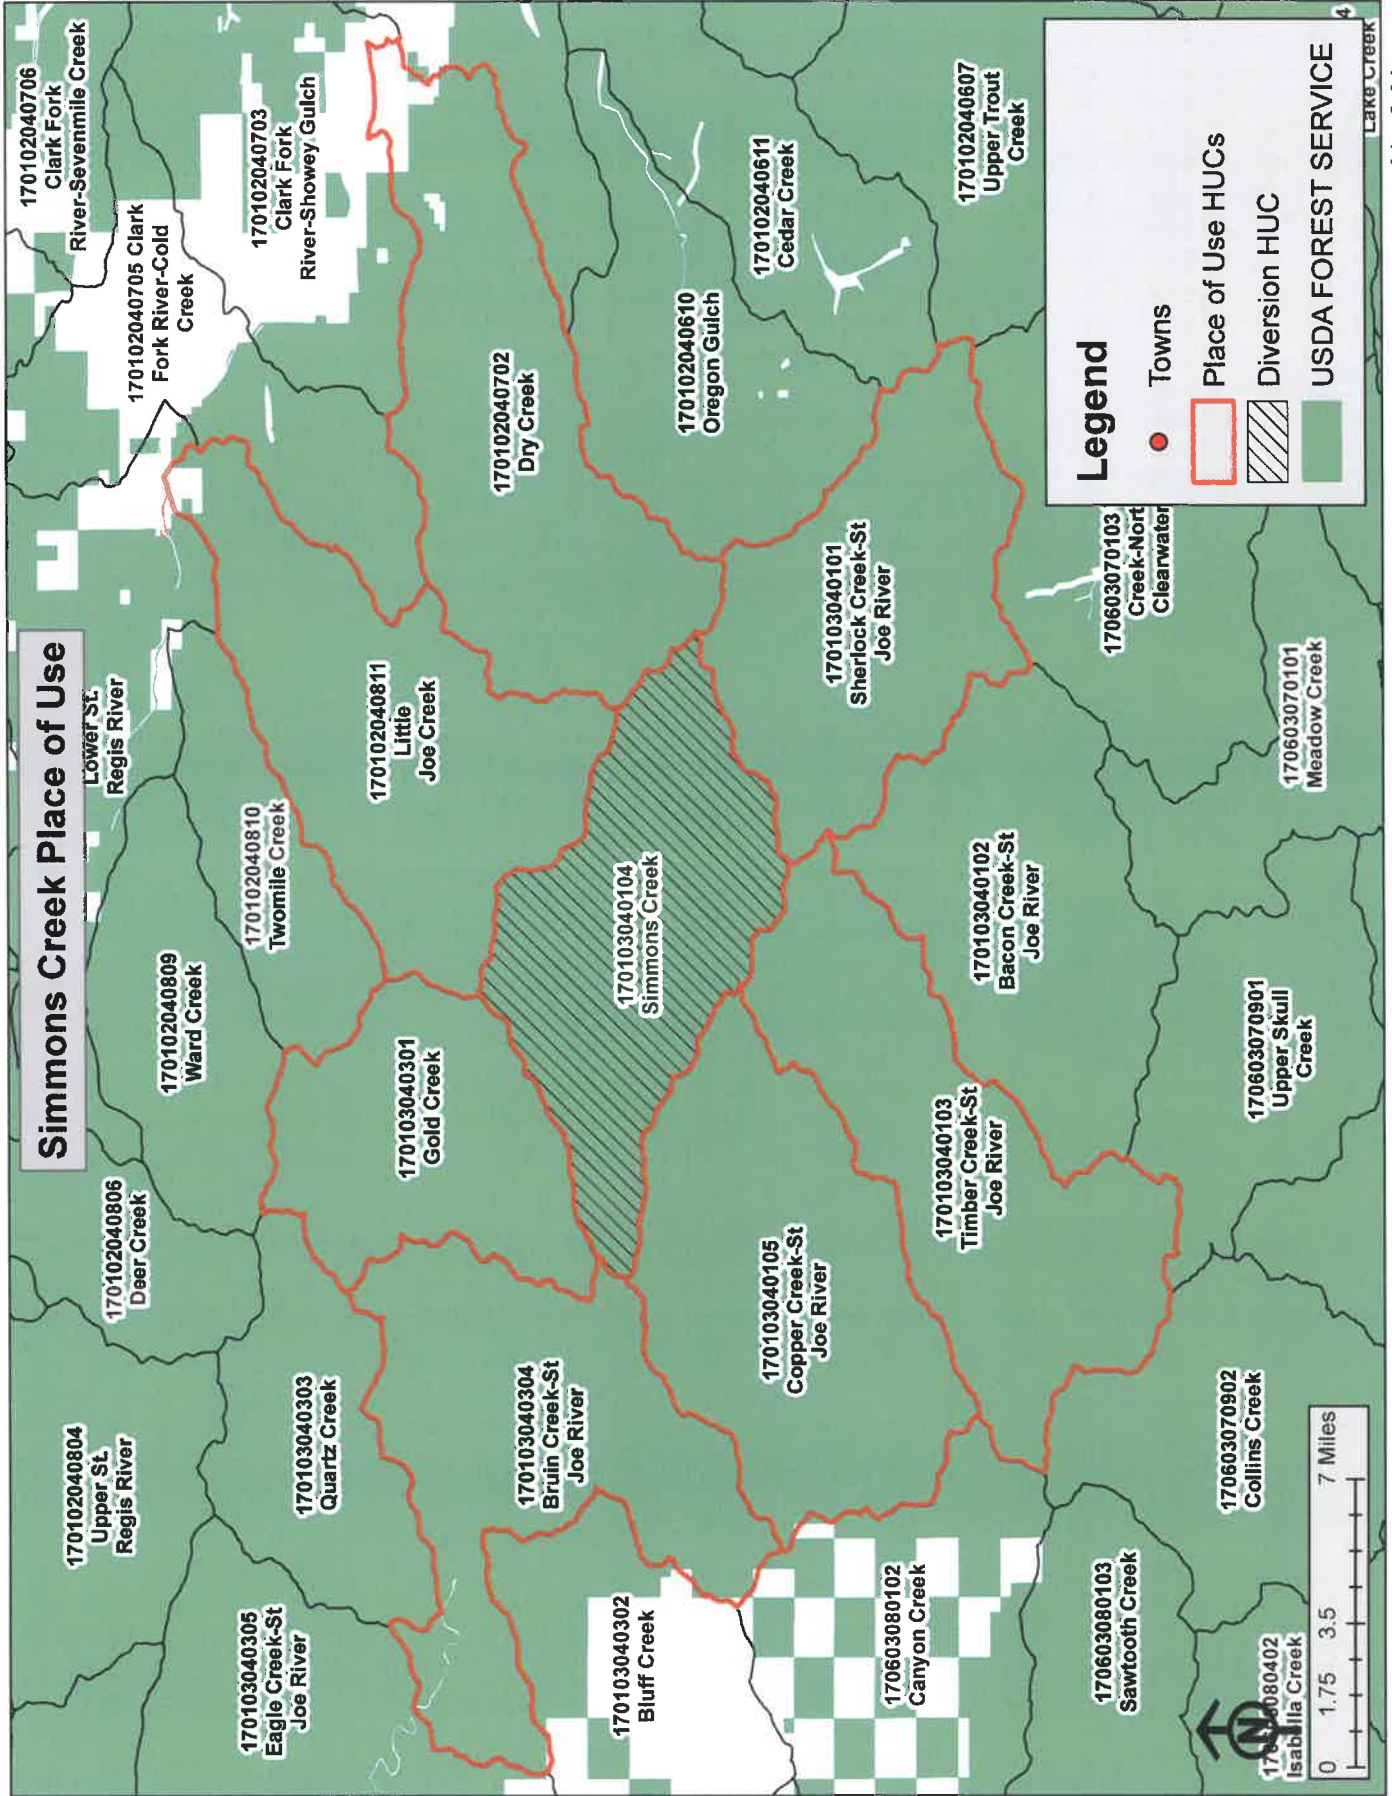 Simmons Creek Place of Use
170102040804
Upper St.
Regis River
170102040806
Deer Creek
170102040809
Ward Creek
Lower St.
Regis River
170102040705 Clark
Fork River-Cold
Creek
170102040706
Clark Fork
River-Sevenmile Creek
170102040703
Clark Fork
River-Showey Gulch
170103040305
Eagle Creek-St
Joe River
170103040303
Quartz Creek
170103040301
Gold Creek
170102040810
Twomile Creek
170102040811
Little
Joe Creek
170102040702
Dry Creek
170103040304
Bruin Creek-St
Joe River
170103040104
Simmons Creek
170102040610
Oregon Gulch
170102040611
Cedar Creek
170103040302
Bluff Creek
170103040105
Copper Creek-St
Joe River
170103040101
Sherlock Creek-St
Joe River
170102040607
Upper Trout
Creek
170603080102
Canyon Creek
170103040103
Timber Creek-St
Joe River
170103040102
Bacon Creek-St
Joe River
170603070103
Creek-Nort
Clearwater
170603080103
Sawtooth Creek
170603070902
Collins Creek
170603070901
Upper Skull
Creek
170603070101
Meadow Creek
080402
Isabella Creek
N
0 1.75 3.5 7 Miles
Legend
Towns
Place of Use HUCs
Diversion HUC
USDA FOREST SERVICE
4
Lake Creek